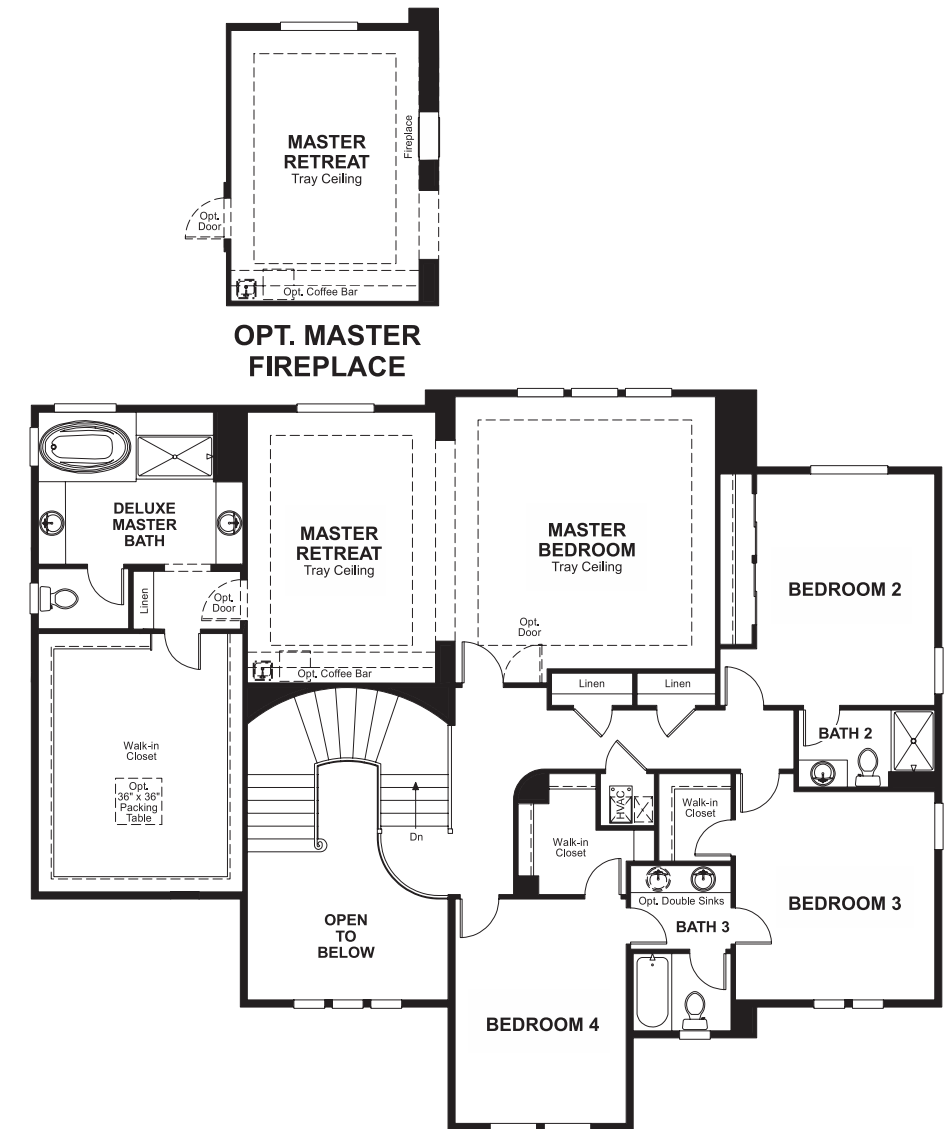 MASTER
RETREAT
Tray Ceiling
Fireplace
Opt.
Door
Opt. Coffee Bar
OPT. MASTER
FIREPLACE
DELUXE
MASTER
BATH
MASTER
RETREAT
Tray Ceiling
MASTER
BEDROOM
Tray Ceiling
BEDROOM 2
Linen
Opt.
Door
Opt.
Door
Opt. Coffee Bar
Linen
Linen
BATH 2
Walk-in
Closet
Opt.
36" x 36"
Packing
Table
Dn
HVAC
Walk-in
Closet
Walk-in
Closet
Opt. Double Sinks
BATH 3
BEDROOM 3
OPEN
TO
BELOW
BEDROOM 4